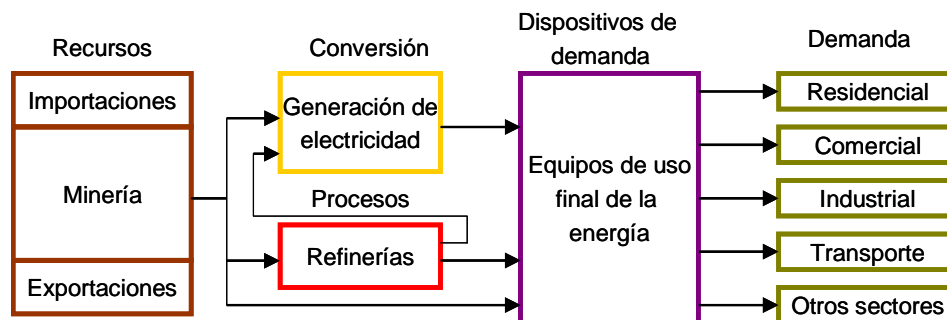 Recursos
Importaciones
Minería
Exportaciones
Conversión
Generación de
electricidad
Procesos
Refinerías
Dispositivos de
demanda
Equipos de uso
final de la
energía
Demanda
Residencial
Comercial
Industrial
Transporte
Otros sectores